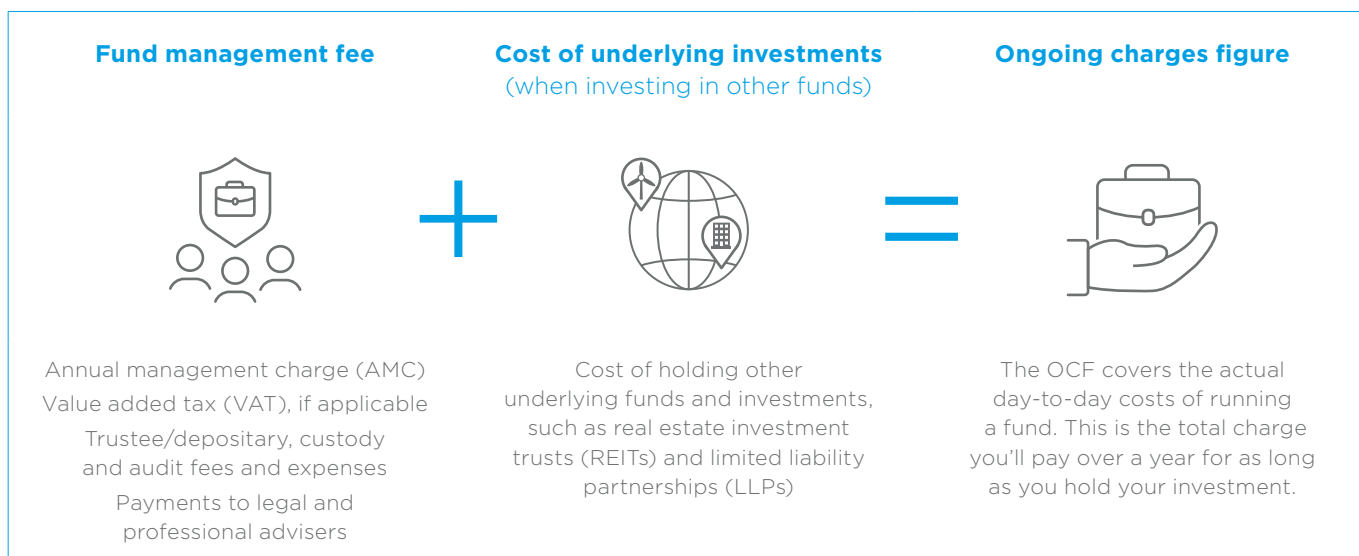 Fund management fee
Annual management charge (AMC)
Value added tax (VAT), if applicable
Trustee/depositary, custody
and audit fees and expenses
Payments to legal and
professional advisers
Cost of underlying investments
(when investing in other funds)
Cost of holding other
underlying funds and investments,
such as real estate investment
trusts (REITs) and limited liability
partnerships (LLPs)
Ongoing charges figure
The OCF covers the actual
day-to-day costs of running
a fund. This is the total charge
you’ll pay over a year for as long
as you hold your investment.